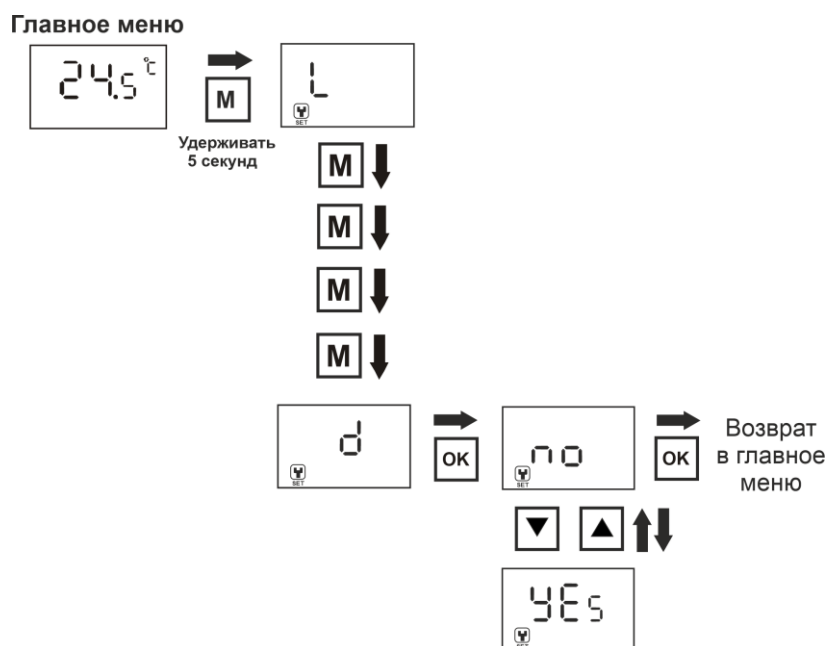 Главное меню
24.5 °C
M
Удерживать
5 секунд
L
SET
M
M
M
M
d
SET
OK
no
SET
OK
Возврат
в главное
меню
yEs
SET